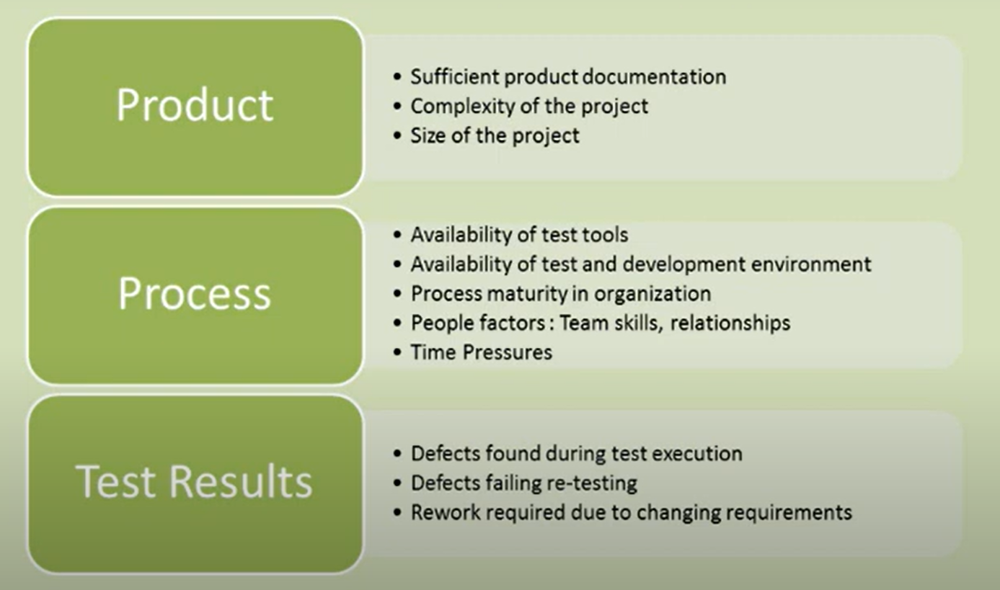 Product
• Sufficient product documentation
• Complexity of the project
• Size of the project
Process
• Availability of test tools
• Availability of test and development environment
• Process maturity in organization
• People factors : Team skills, relationships
• Time Pressures
Test Results
• Defects found during test execution
• Defects failing re-testing
• Rework required due to changing requirements